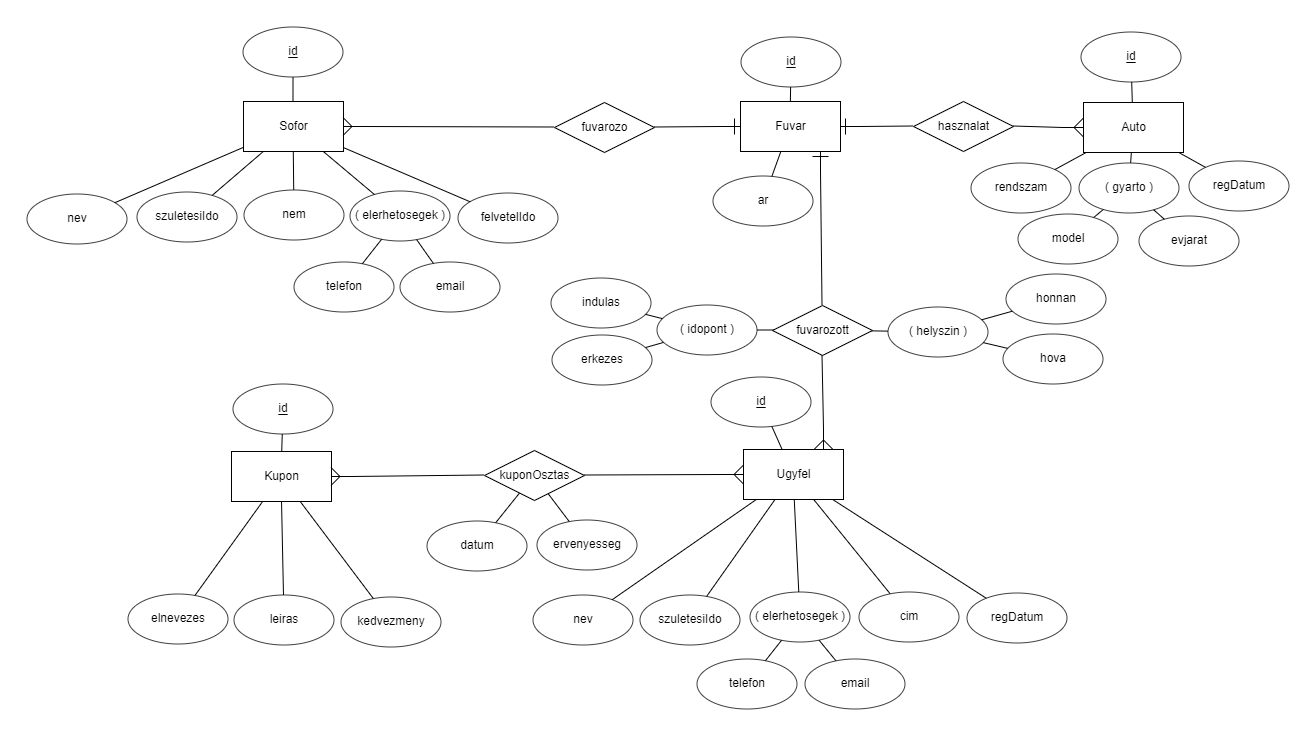 id
id
id
Sofor
fuvarozo
Fuvar
hasznalat
Auto
nev
szuletesiIdo
nem
( elerhetosegek )
felvetelIdo
ar
rendszam
( gyarto )
regDatum
telefon
email
model
evjarat
indulas
( idopont )
erkezes
fuvarozott
( helyszin )
honnan
hova
id
id
Kupon
kuponOsztas
Ugyfel
datum
ervenyesseg
elnevezes
leiras
kedvezmeny
nev
szuletesiIdo
( elerhetosegek )
cim
regDatum
telefon
email